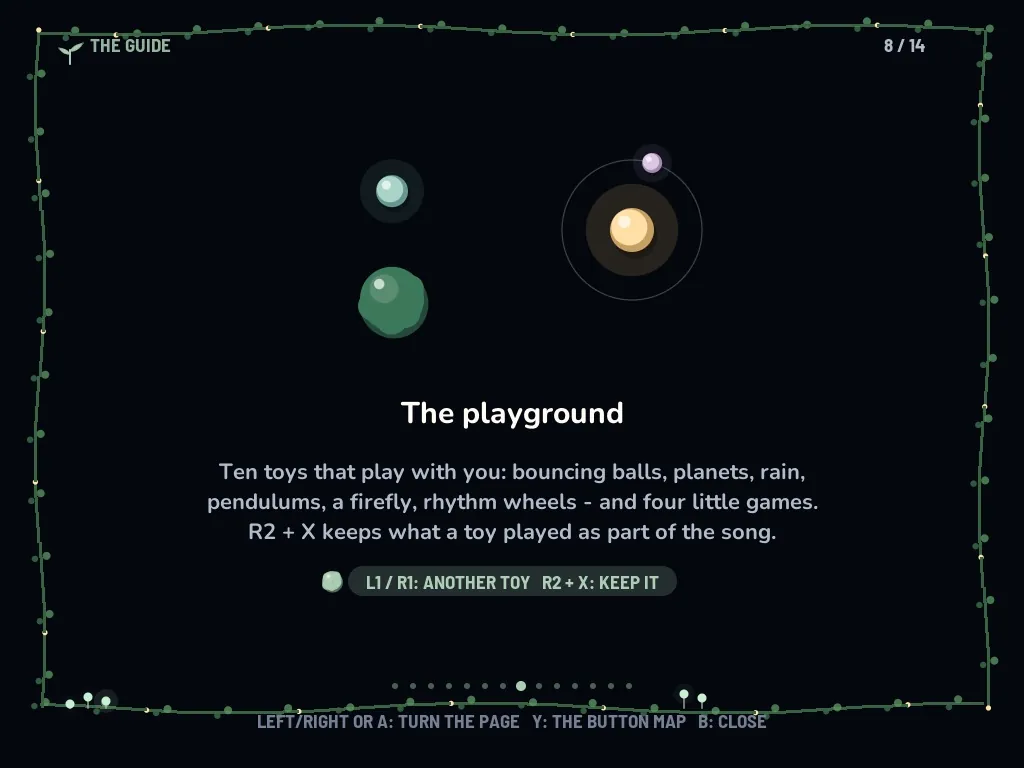 THE GUIDE
8 / 14
The playground
Ten toys that play with you: bouncing balls, planets, rain,
pendulums, a firefly, rhythm wheels - and four little games.
R2 + X keeps what a toy played as part of the song.
L1 / R1: ANOTHER TOY R2 + X: KEEP IT
LEFT/RIGHT OR A: TURN THE PAGE Y: THE BUTTON MAP B: CLOSE